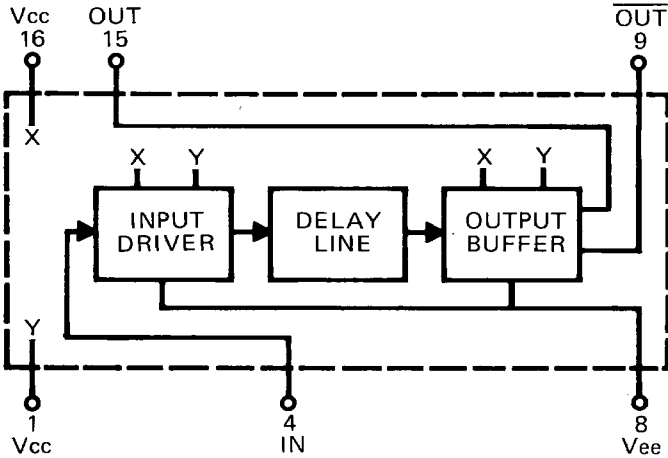 Vcc OUT OUT
16 15 9
X
X Y X Y
INPUT DELAY OUTPUT
DRIVER LINE BUFFER
Y
1 4 8
Vcc IN Vee